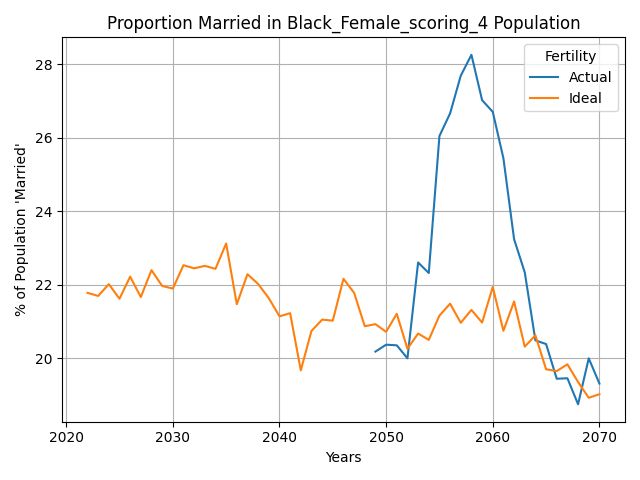 Proportion Married in Black_Female_scoring_4 Population
% of Population 'Married'
28
26
24
22
20
Fertility
Actual
Ideal
2020 2030 2040 2050 2060 2070
Years